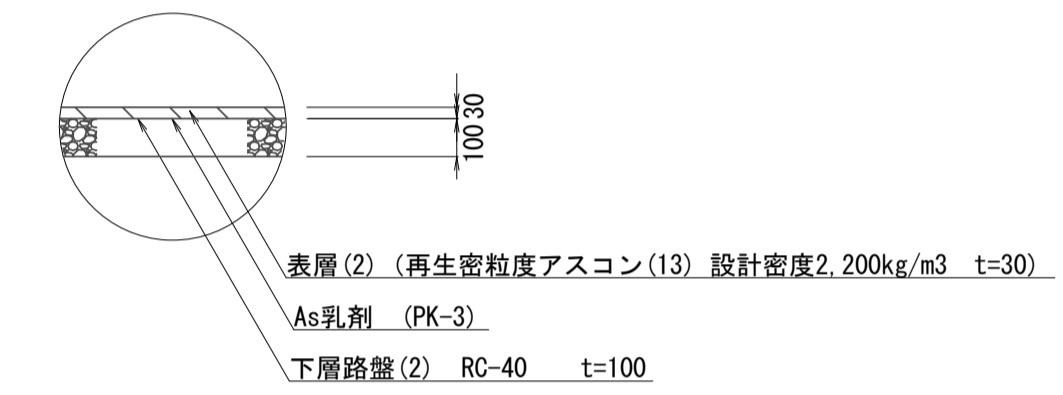 30
100
表層(2) (再生密粒度アスコン(13) 設計密度2,200kg/m3 t=30)
As乳剤 (PK-3)
下層路盤(2) RC-40 t=100